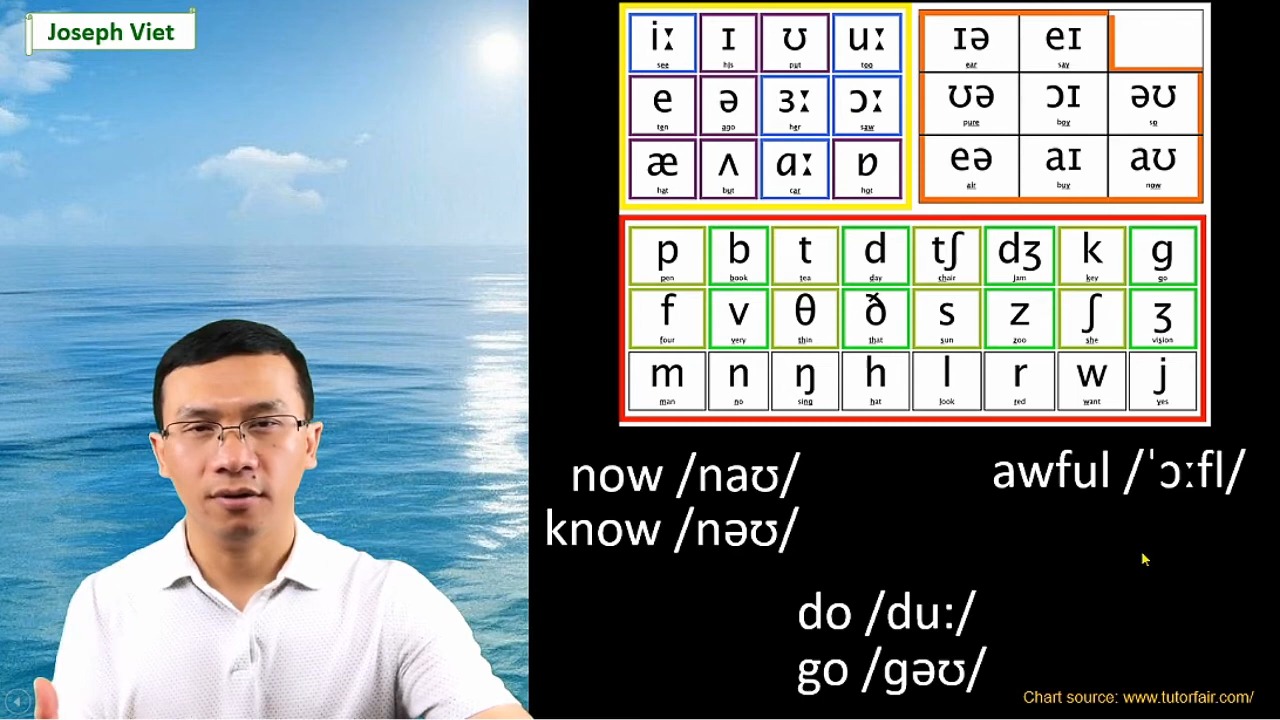 Joseph Viet
iː ɪ ʊ uː ɪə eɪ
see his put too ear say
e ə ɜː ɔː ʊə ɔɪ əʊ
ten ago her saw pure boy so
æ ʌ ɑː ɒ eə aɪ aʊ
hat but car hot air buy now
p b t d tʃ dʒ k g
pen book tea day chair jam key go
f v θ ð s z ʃ ʒ
four very thin that sun zoo she vision
m n ŋ h l r w j
man no sing hat look red want yes
now /naʊ/
know /nəʊ/
awful /ˈɔːfl/
do /du:/
go /gəʊ/
Chart source: www.tutorfair.com/